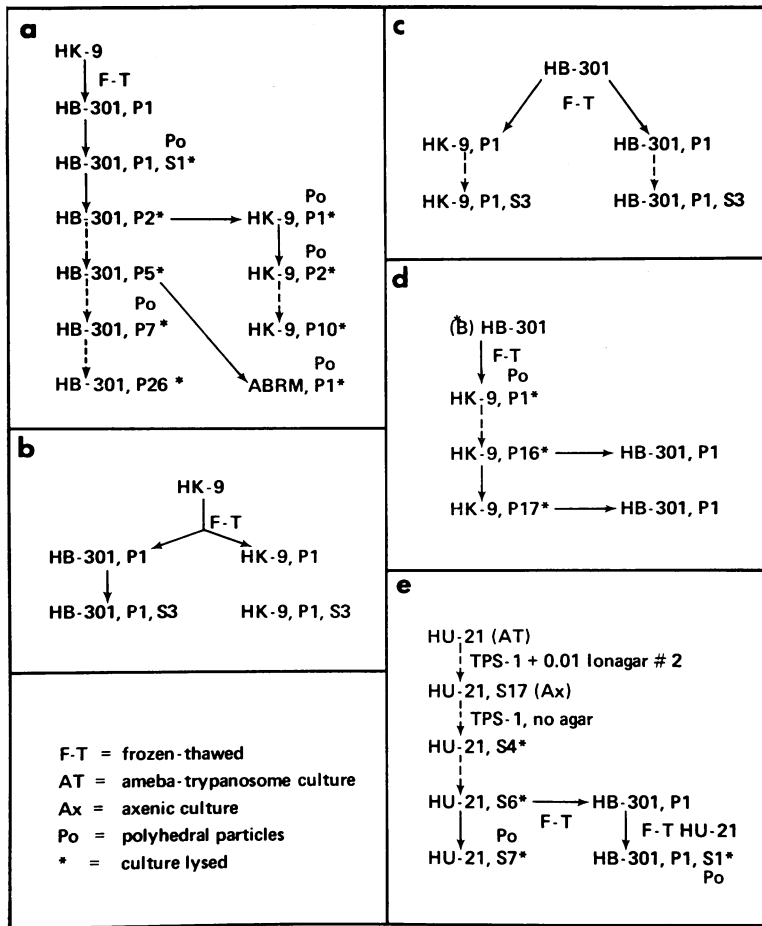 a
HK-9
F-T
HB-301, P1
Po
HB-301, P1, S1*
Po
HB-301, P2* HK-9, P1*
Po
HB-301, P5* HK-9, P2*
Po
HB-301, P7* HK-9, P10*
Po
HB-301, P26 * ABRM, P1*
b
HK-9
F-T
HB-301, P1 HK-9, P1
HB-301, P1, S3 HK-9, P1, S3
F-T = frozen-thawed
AT = ameba-trypanosome culture
Ax = axenic culture
Po = polyhedral particles
* = culture lysed
c
HB-301
F-T
HK-9, P1 HB-301, P1
HK-9, P1, S3 HB-301, P1, S3
d
(*B) HB-301
F-T
Po
HK-9, P1*
HK-9, P16* HB-301, P1
HK-9, P17* HB-301, P1
e
HU-21 (AT)
TPS-1 + 0.01 Ionagar # 2
HU-21, S17 (Ax)
TPS-1, no agar
HU-21, S4*
HU-21, S6* HB-301, P1
F-T
Po F-T HU-21
HU-21, S7* HB-301, P1, S1*
Po